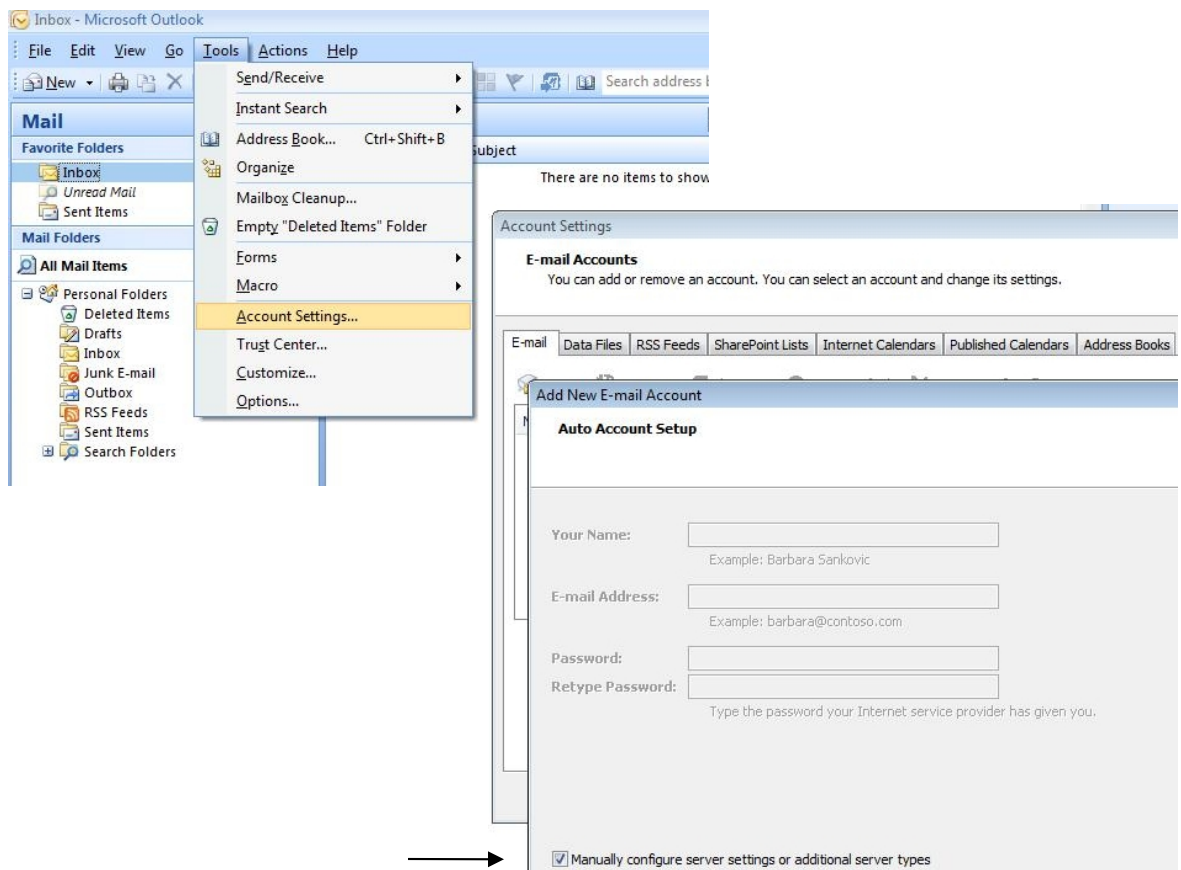 Inbox - Microsoft Outlook
File Edit View Go Tools Actions Help
New
Search address
Send/Receive
Instant Search
Address Book... Ctrl+Shift+B
Organize
Mailbox Cleanup...
Empty "Deleted Items" Folder
Forms
Macro
Account Settings...
Trust Center...
Customize...
Options...
Mail
Favorite Folders
Inbox
Unread Mail
Sent Items
Mail Folders
All Mail Items
Personal Folders
Deleted Items
Drafts
Inbox
Junk E-mail
Outbox
RSS Feeds
Sent Items
Search Folders
Subject
There are no items to show
Account Settings
E-mail Accounts
You can add or remove an account. You can select an account and change its settings.
E-mail Data Files RSS Feeds SharePoint Lists Internet Calendars Published Calendars Address Books
Add New E-mail Account
Auto Account Setup
Your Name:
Example: Barbara Sankovic
E-mail Address:
Example: barbara@contoso.com
Password:
Retype Password:
Type the password your Internet service provider has given you.
Manually configure server settings or additional server types